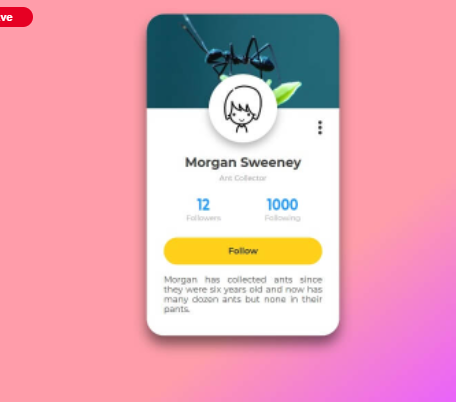 ve
Morgan Sweeney
Ant Collector
12
1000
Followers
Following
Follow
Morgan has collected ants since
they were six years old and now has
many dozen ants but none in their
pants.